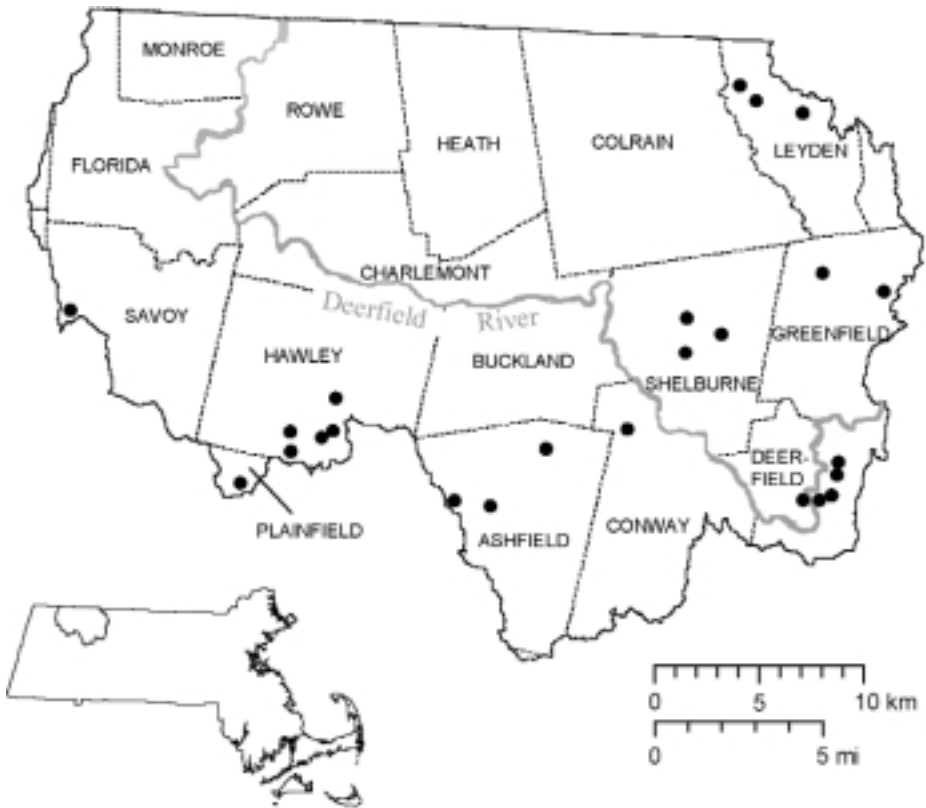 MONROE
ROWE
HEATH
COLRAIN
LEYDEN
FLORIDA
CHARLEMONT
SAVOY
Deerfield River
GREENFIELD
HAWLEY
BUCKLAND
SHELBURNE
DEER-
FIELD
PLAINFIELD
ASHFIELD
CONWAY
0 5 10 km
0 5 mi